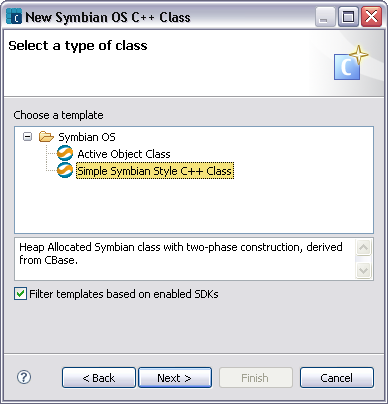 New Symbian OS C++ Class
Select a type of class
Choose a template
Symbian OS
Active Object Class
Simple Symbian Style C++ Class
Heap Allocated Symbian class with two-phase construction, derived
from CBase.
Filter templates based on enabled SDKs
< Back
Next >
Finish
Cancel